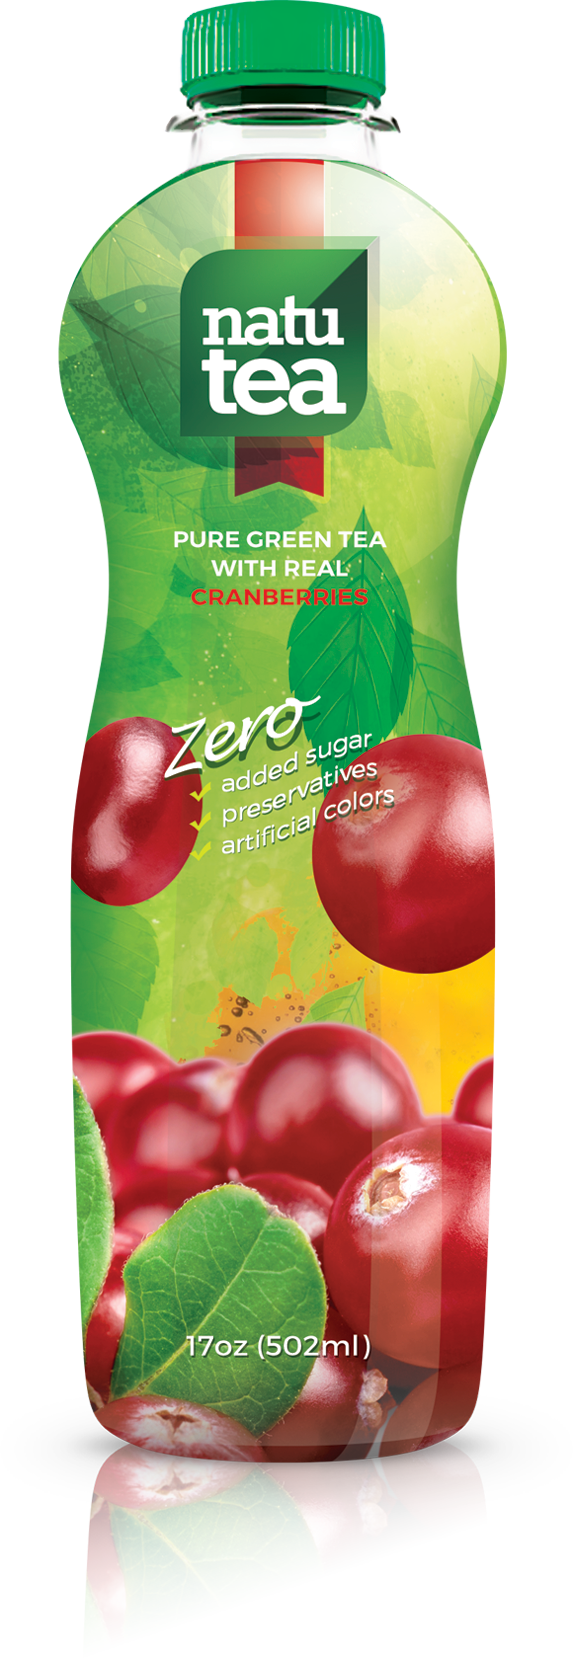 natu
tea
PURE GREEN TEA
WITH REAL
CRANBERRIES
Zero
added sugar
preservatives
artificial colors
17oz (502ml)